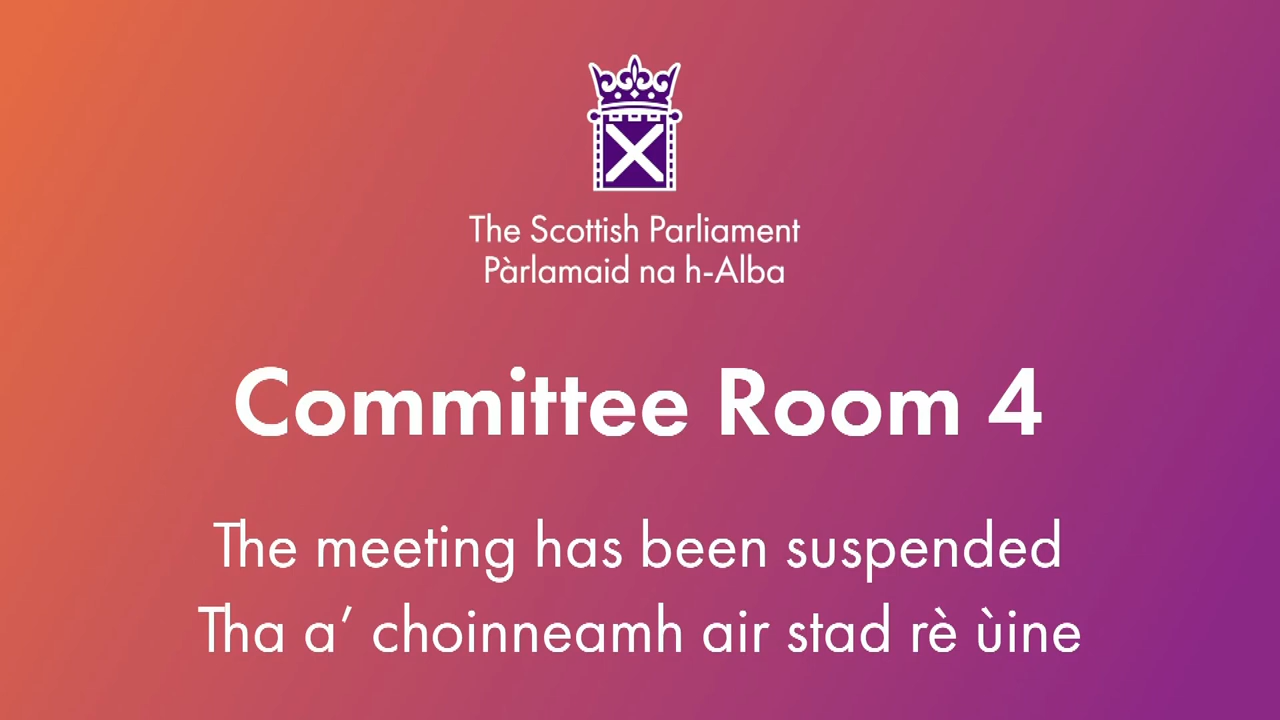 The Scottish Parliament
Pàrlamaid na h-Alba
Committee Room 4
The meeting has been suspended
Tha a’ choinneamh air stad rè ùine